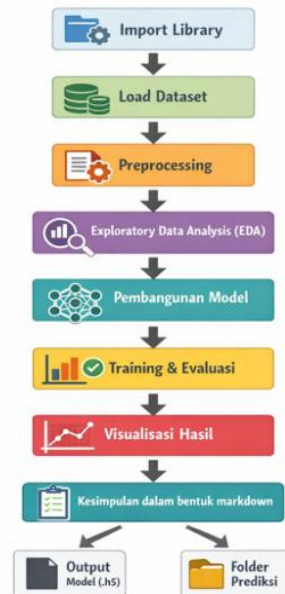 Import Library
Load Dataset
Preprocessing
Exploratory Data Analysis (EDA)
Pembangunan Model
Training & Evaluasi
Visualisasi Hasil
Kesimpulan dalam bentuk markdown
Output
Model (.h5)
Folder
Prediksi